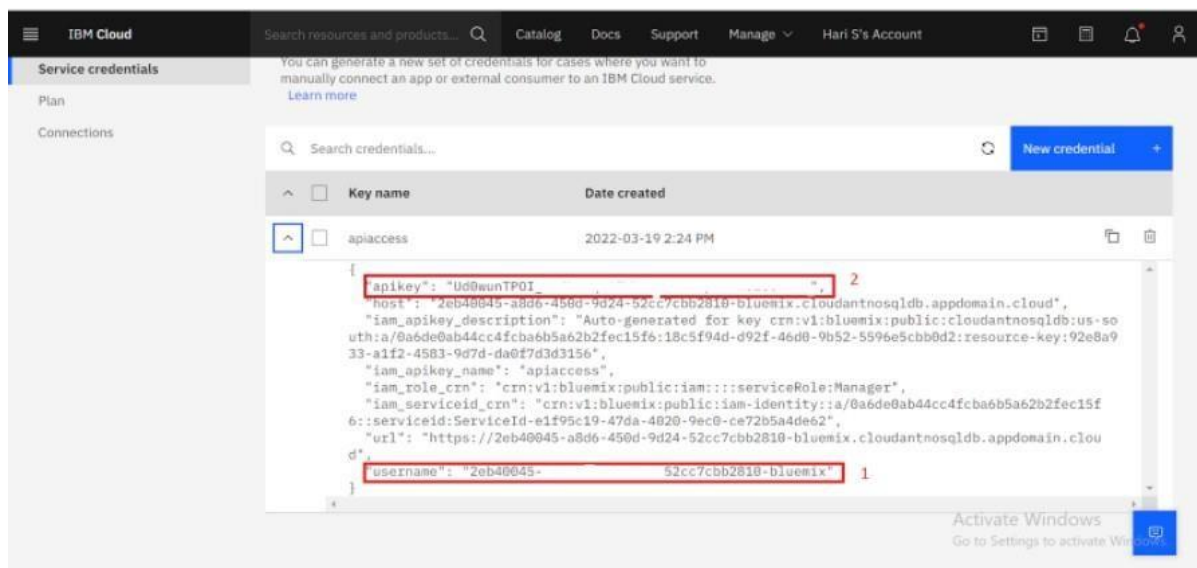 IBM Cloud
Search resources and products...
Catalog
Docs
Support
Manage
Hari S's Account
Service credentials
Plan
Connections
You can generate a new set of credentials for cases where you want to
manually connect an app or external consumer to an IBM Cloud service.
Learn more
Search credentials...
New credential +
Key name
Date created
apiaccess
2022-03-19 2:24 PM
{
"apikey": "Ud0wunTPOI_ ", 2
"host": "2eb40045-a8d6-450d-9d24-52cc7cbb2810-bluemix.cloudantnosqldb.appdomain.cloud",
"iam_apikey_description": "Auto-generated for key crn:v1:bluemix:public:cloudantnosqldb:us-so
uth:a/0a6de0ab44cc4fcba6b5a62b2fec15f6:18c5f94d-d92f-46d0-9b52-5596e5cbb0d2:resource-key:92e8a9
33-a1f2-4583-9d7d-da0f7d3d3156",
"iam_apikey_name": "apiaccess",
"iam_role_crn": "crn:v1:bluemix:public:iam::::serviceRole:Manager",
"iam_serviceid_crn": "crn:v1:bluemix:public:iam-identity::a/0a6de0ab44cc4fcba6b5a62b2fec15f
6::serviceid:ServiceId-e1f95c19-47da-4020-9ec0-ce72b5a4de62",
"url": "https://2eb40045-a8d6-450d-9d24-52cc7cbb2810-bluemix.cloudantnosqldb.appdomain.clou
d",
"username": "2eb40045- 52cc7cbb2810-bluemix" 1
}
Activate Windows
Go to Settings to activate Windows.